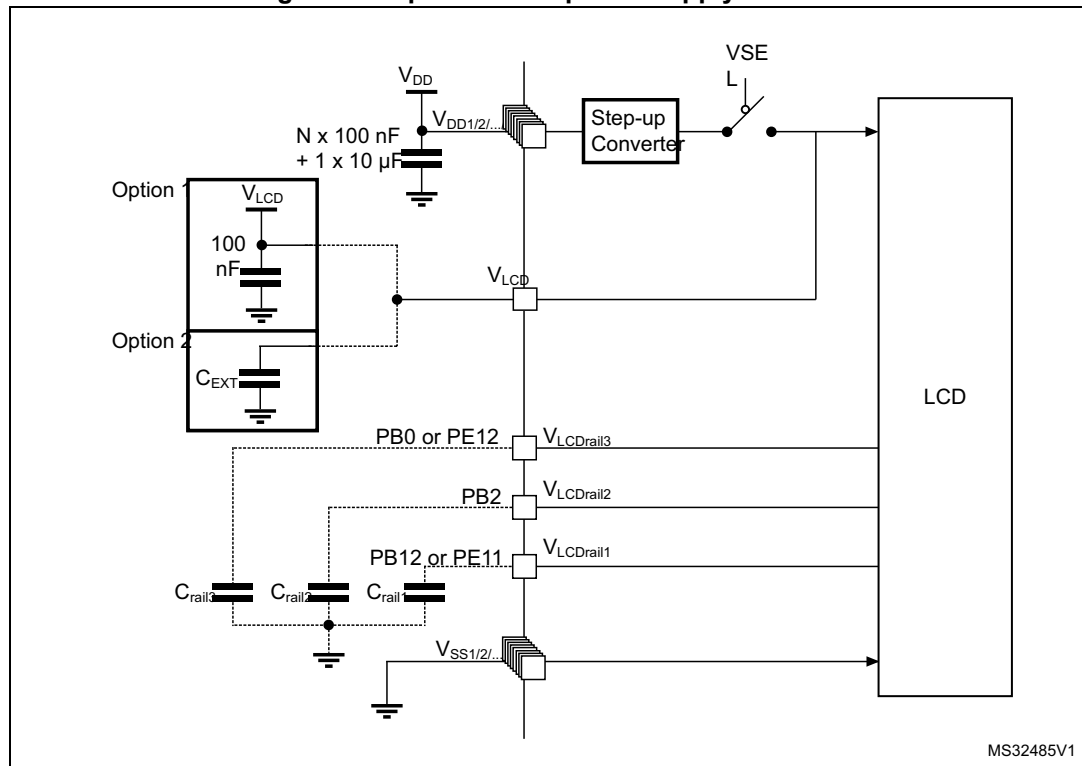 VSE
L
VDD
VDD1/2/...
Step-up
Converter
N x 100 nF
+ 1 x 10 µF
Option 1
VLCD
100
nF
VLCD
Option 2
CEXT
LCD
PB0 or PE12
VLCDrail3
PB2
VLCDrail2
PB12 or PE11
VLCDrail1
Crail3
Crail2
Crail1
VSS1/2/...
MS32485V1